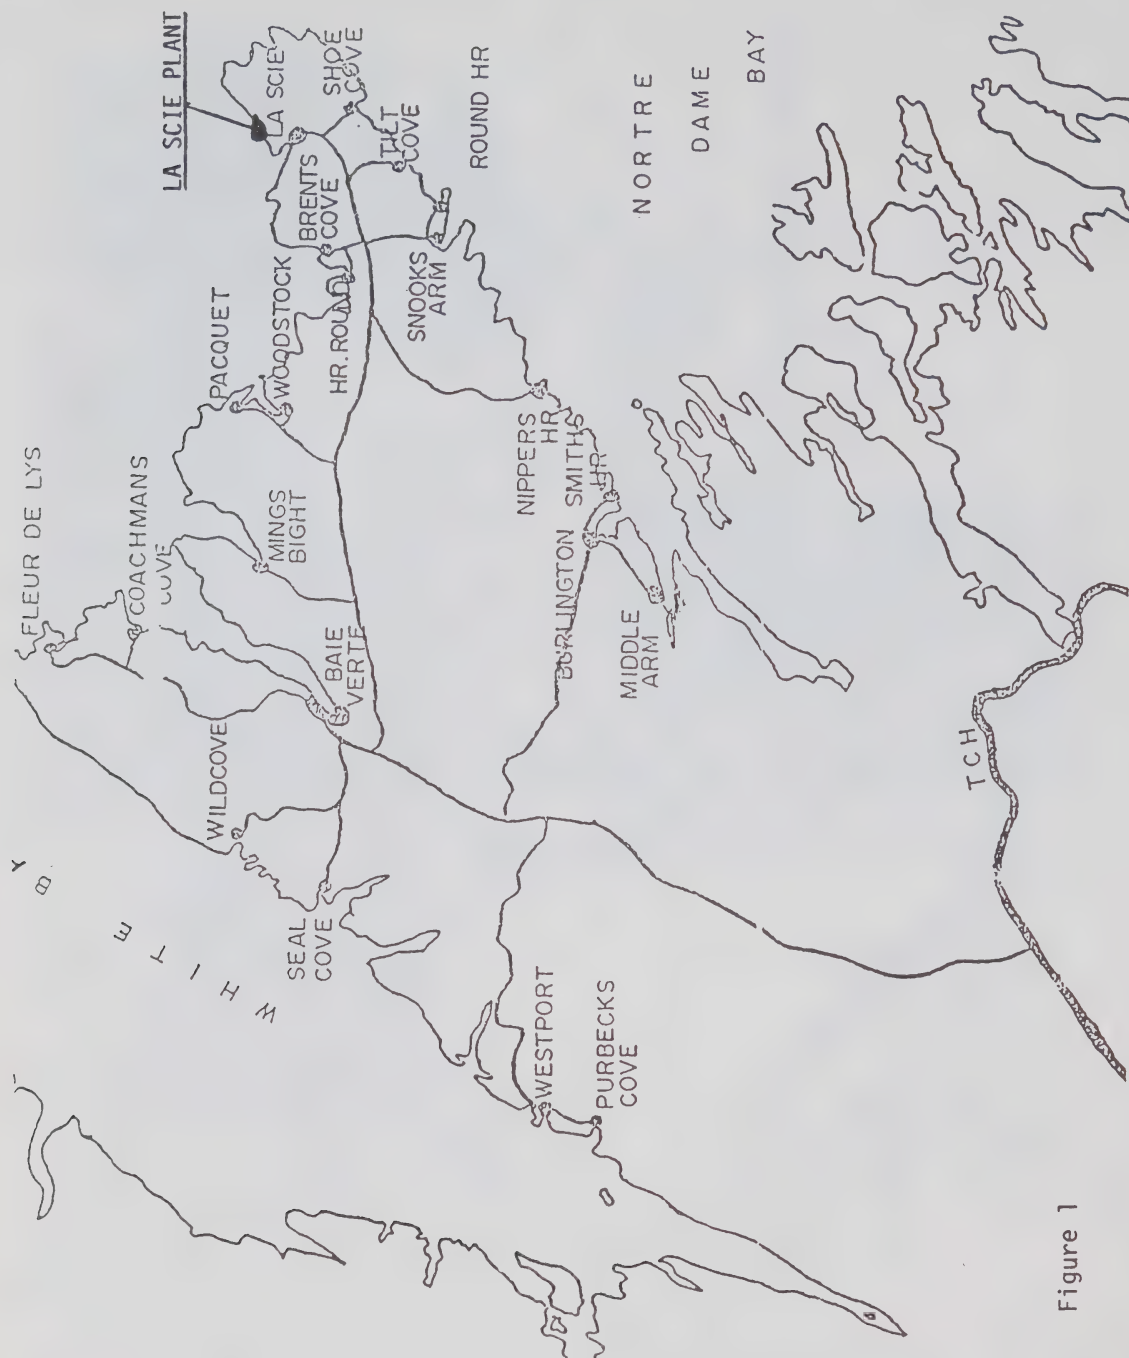 FLEUR DE LYS
COACHMANS
COVE
PACQUET
WOODSTOCK
LA SCIE PLANT
LA SCIE
SHOE
COVE
BRENTS
COVE
TILT
COVE
ROUND HR
HR. ROUND
SNOOKS
ARM
MINGS
BIGHT
BAIE
VERTE
WILDCOVE
WHITE BY
SEAL
COVE
NIPPERS
HR
SMITHS
HR
BURLINGTON
MIDDLE
ARM
NORTRE
DAME
BAY
WESTPORT
PURBECKS
COVE
TCH
Figure 1